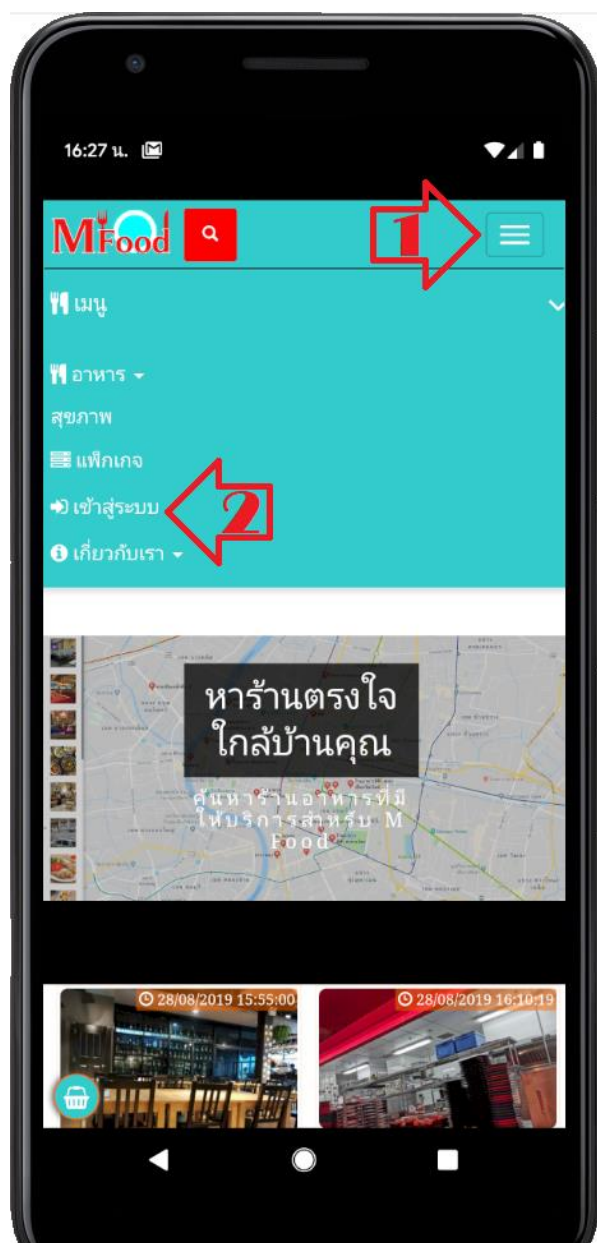 16:27 น.
MFood
1
เมนู
อาหาร
สุขภาพ
แพ็กเกจ
เข้าสู่ระบบ
2
เกี่ยวกับเรา
หาร้านตรงใจ
ใกล้บ้านคุณ
ค้นหาร้านอาหารที่มี
ให้บริการสำหรับ M
Food
28/08/2019 15:55:00
28/08/2019 16:10:19